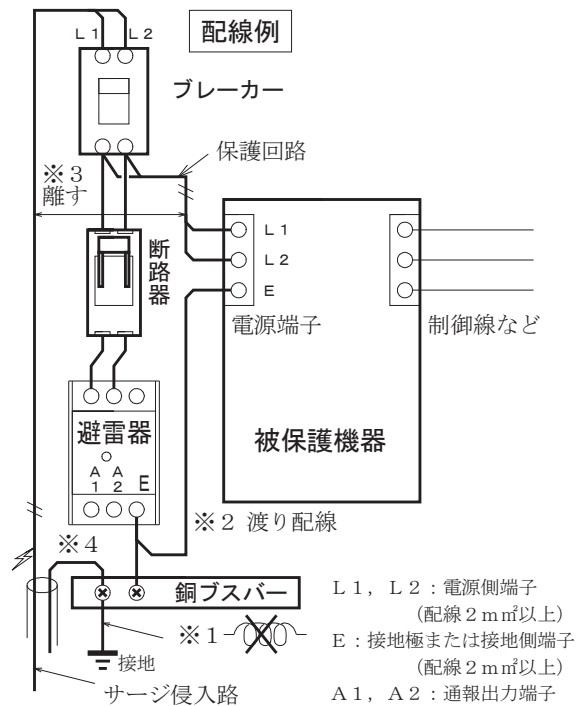 配線例
L1 L2
ブレーカー
保護回路
※3
離す
断路器
L1
L2
E
電源端子
制御線など
避雷器
A1 A2 E
被保護機器
※2 渡り配線
※4
銅ブスバー
※1
接地
サージ侵入路
L1,L2:電源側端子
(配線2mm²以上)
E:接地極または接地側端子
(配線2mm²以上)
A1,A2:通報出力端子